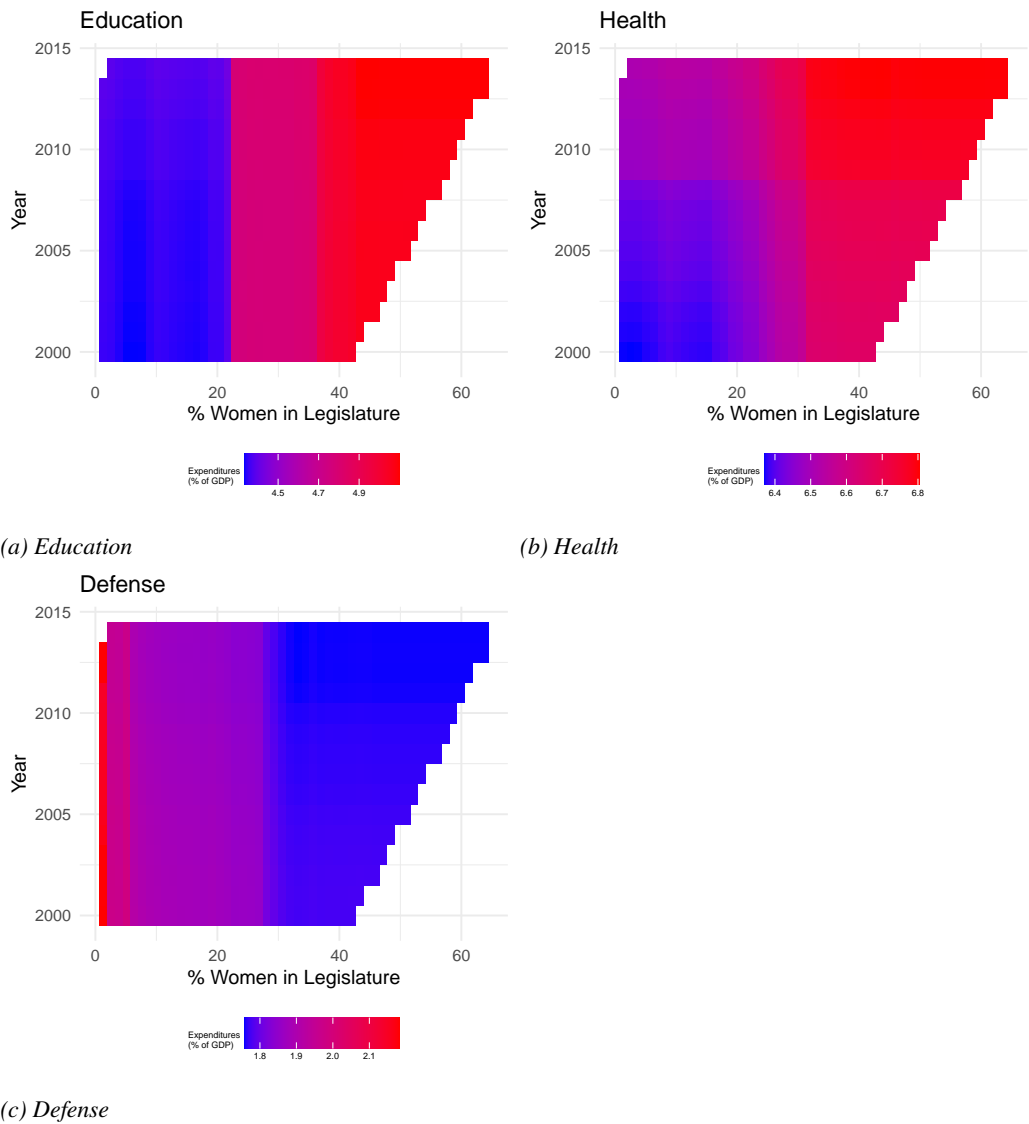 Education
2015
2010
2005
2000
Year
0 20 40 60
% Women in Legislature
Expenditures
(% of GDP)
4.5 4.7 4.9
(a) Education
Health
2015
2010
2005
2000
Year
0 20 40 60
% Women in Legislature
Expenditures
(% of GDP)
6.4 6.5 6.6 6.7 6.8
(b) Health
Defense
2015
2010
2005
2000
Year
0 20 40 60
% Women in Legislature
Expenditures
(% of GDP)
1.8 1.9 2.0 2.1
(c) Defense